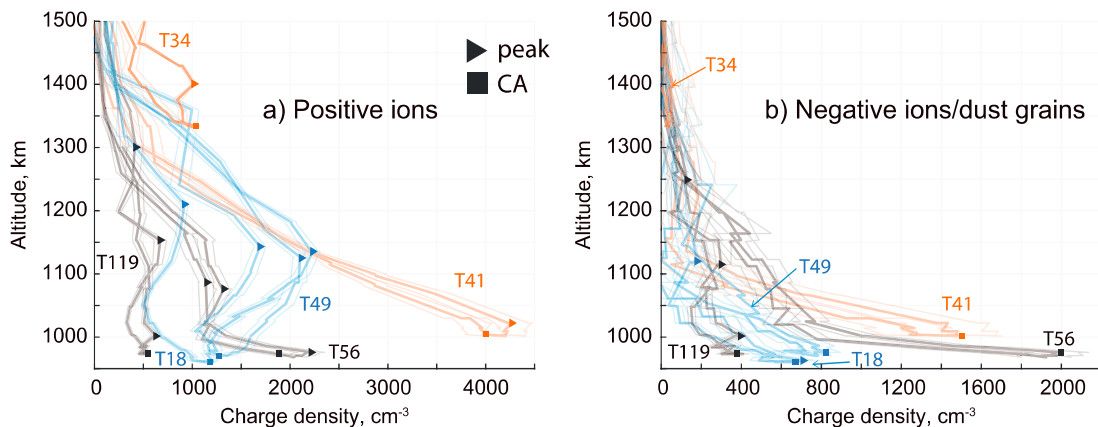 1500
1400
1300
1200
1100
1000
Altitude, km
0
1000
2000
3000
4000
Charge density, cm-3
a) Positive ions
peak
CA
T34
T119
T49
T41
T18
T56
1500
1400
1300
1200
1100
1000
Altitude, km
0
400
800
1200
1600
2000
Charge density, cm-3
b) Negative ions/dust grains
T34
T49
T41
T56
T119
T18